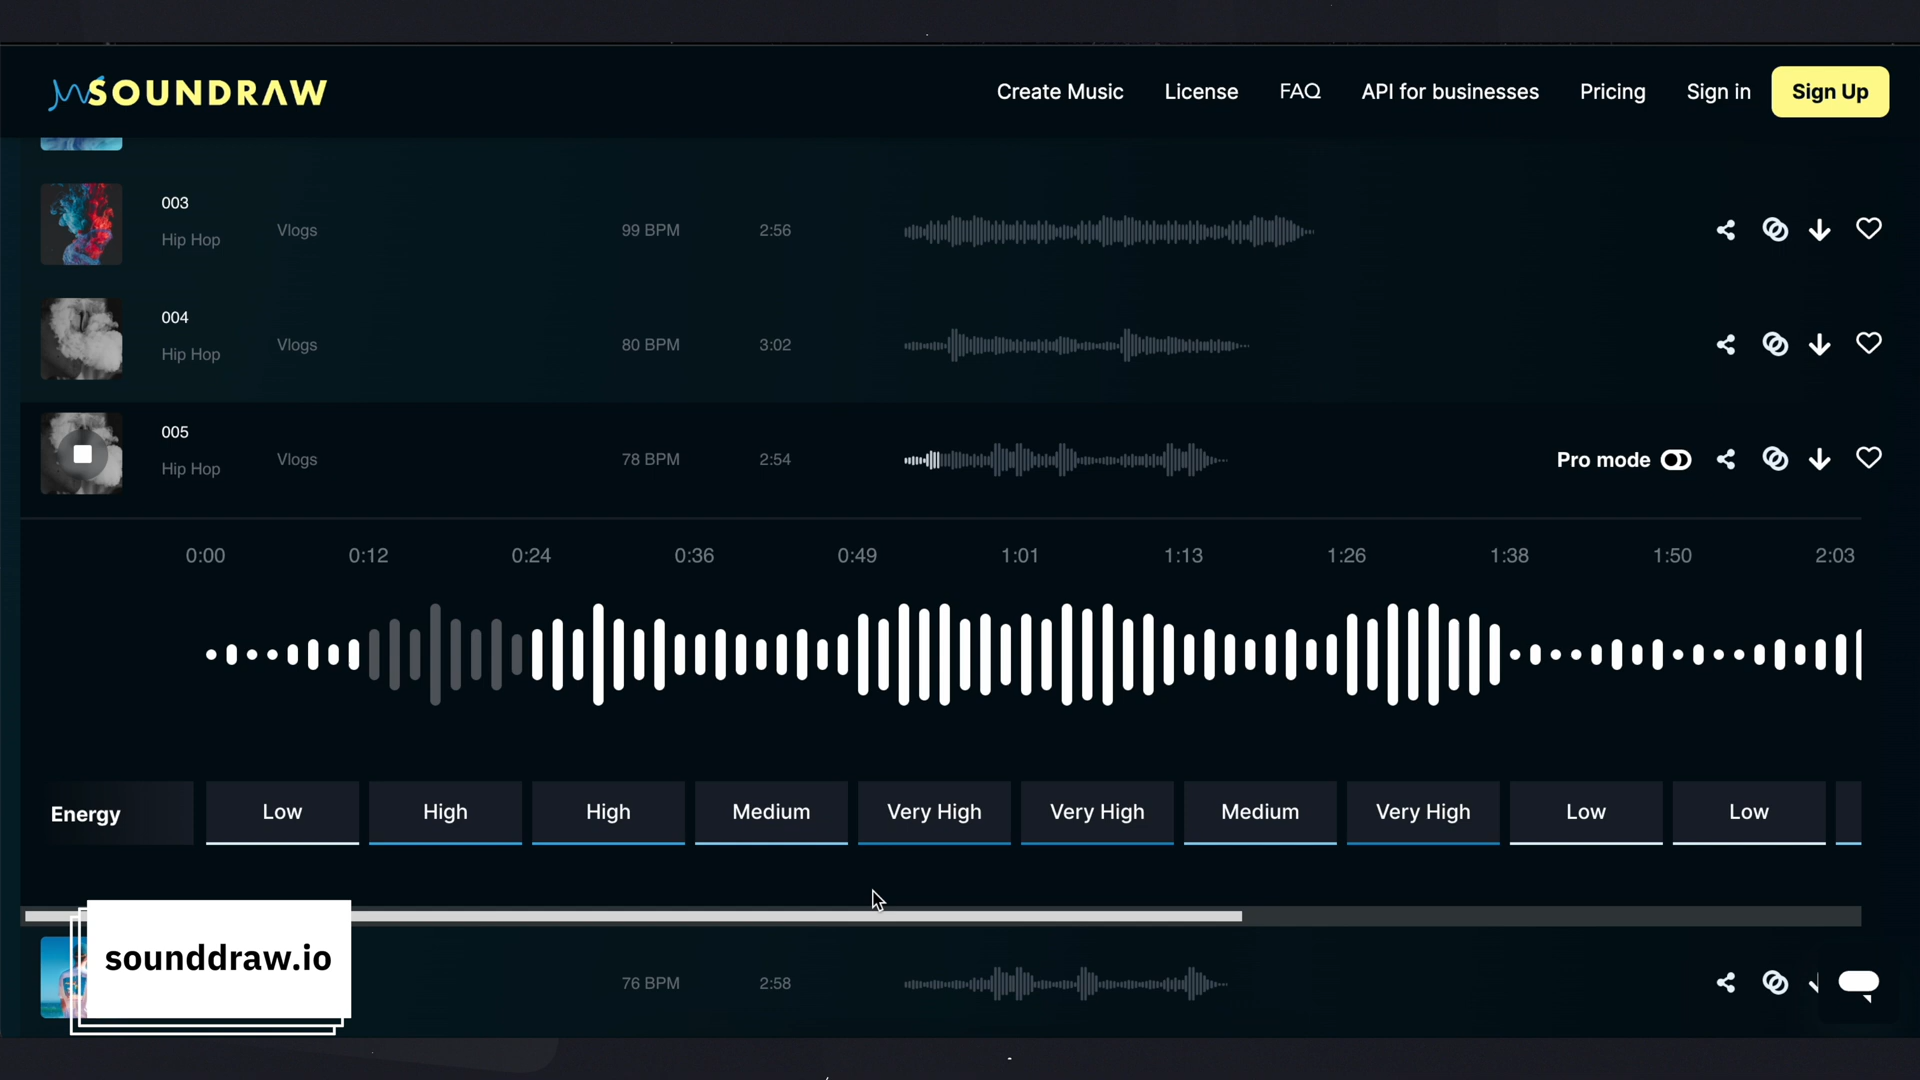 SOUNDRAW
Create Music License FAQ API for businesses Pricing Sign in Sign Up
003
Hip Hop Vlogs 99 BPM 2:56
004
Hip Hop Vlogs 80 BPM 3:02
005
Hip Hop Vlogs 78 BPM 2:54 Pro mode
0:00 0:12 0:24 0:36 0:49 1:01 1:13 1:26 1:38 1:50 2:03
Energy Low High High Medium Very High Very High Medium Very High Low Low
sounddraw.io
76 BPM 2:58